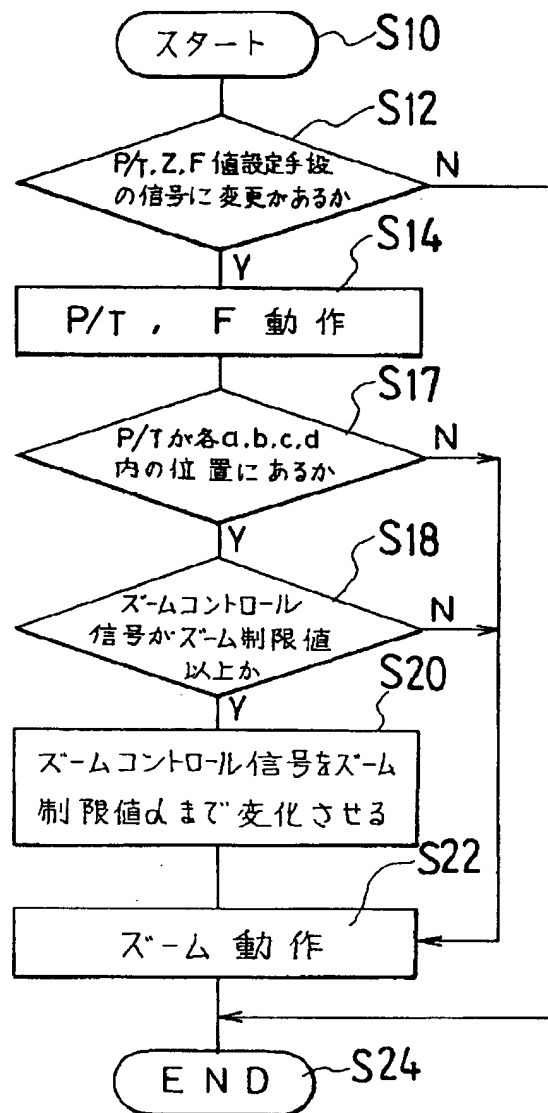 スタート
S10
S12
P/T, Z, F 値設定手段
の信号に変更があるか
N
Y
S14
P/T , F 動作
S17
P/Tが各a.b.c.d
内の位置にあるか
N
Y
S18
ズームコントロール
信号がズーム制限値
以上か
N
Y
S20
ズームコントロール信号をズーム
制限値αまで変化させる
S22
ズーム動作
END
S24